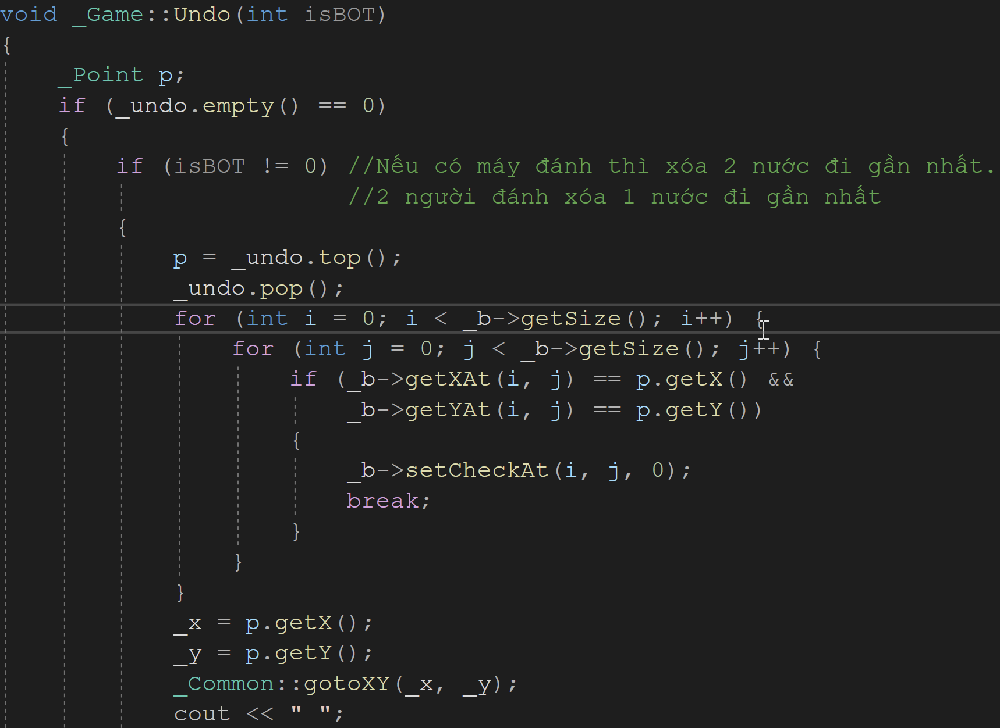 void _Game::Undo(int isBOT)
{
_Point p;
if (_undo.empty() == 0)
{
if (isBOT != 0) //Nếu có máy đánh thì xóa 2 nước đi gần nhất.
//2 người đánh xóa 1 nước đi gần nhất
{
p = _undo.top();
_undo.pop();
for (int i = 0; i < _b->getSize(); i++) {
for (int j = 0; j < _b->getSize(); j++) {
if (_b->getXAt(i, j) == p.getX() &&
_b->getYAt(i, j) == p.getY())
{
_b->setCheckAt(i, j, 0);
break;
}
}
}
_x = p.getX();
_y = p.getY();
_Common::gotoXY(_x, _y);
cout << " ";